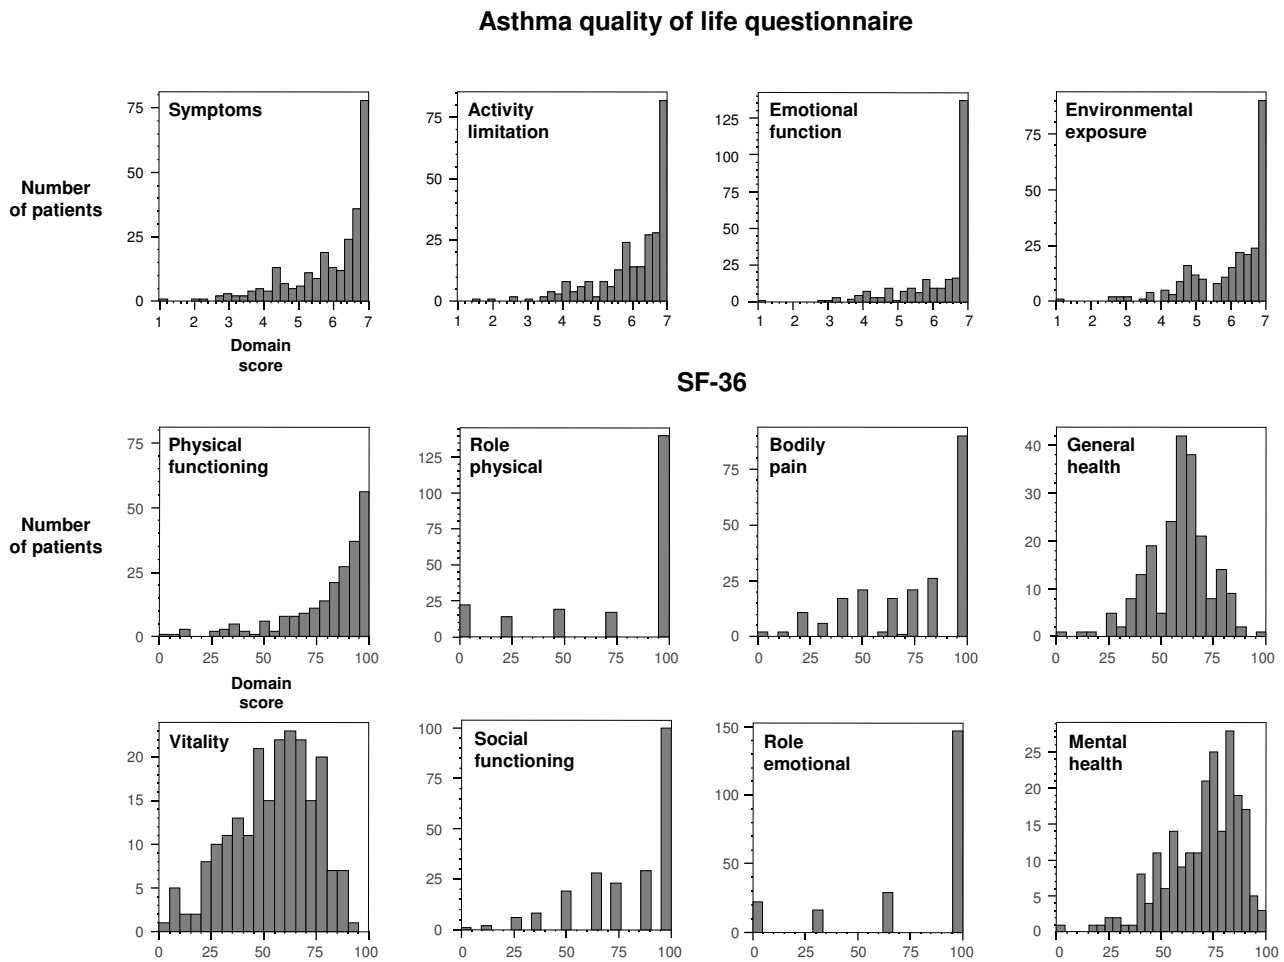 Asthma quality of life questionnaire
Symptoms
Activity
limitation
Emotional
function
Environmental
exposure
Number
of patients
75
50
25
0
75
50
25
0
125
100
75
50
25
0
75
50
25
0
1 2 3 4 5 6 7
1 2 3 4 5 6 7
1 2 3 4 5 6 7
1 2 3 4 5 6 7
Domain
score
SF-36
Physical
functioning
Role
physical
Bodily
pain
General
health
Number
of patients
75
50
25
0
125
100
75
50
25
0
75
50
25
0
40
30
20
10
0
0 25 50 75 100
0 25 50 75 100
0 25 50 75 100
0 25 50 75 100
Domain
score
Vitality
Social
functioning
Role
emotional
Mental
health
20
15
10
5
0
100
75
50
25
0
150
100
50
0
25
20
15
10
5
0
0 25 50 75 100
0 25 50 75 100
0 25 50 75 100
0 25 50 75 100